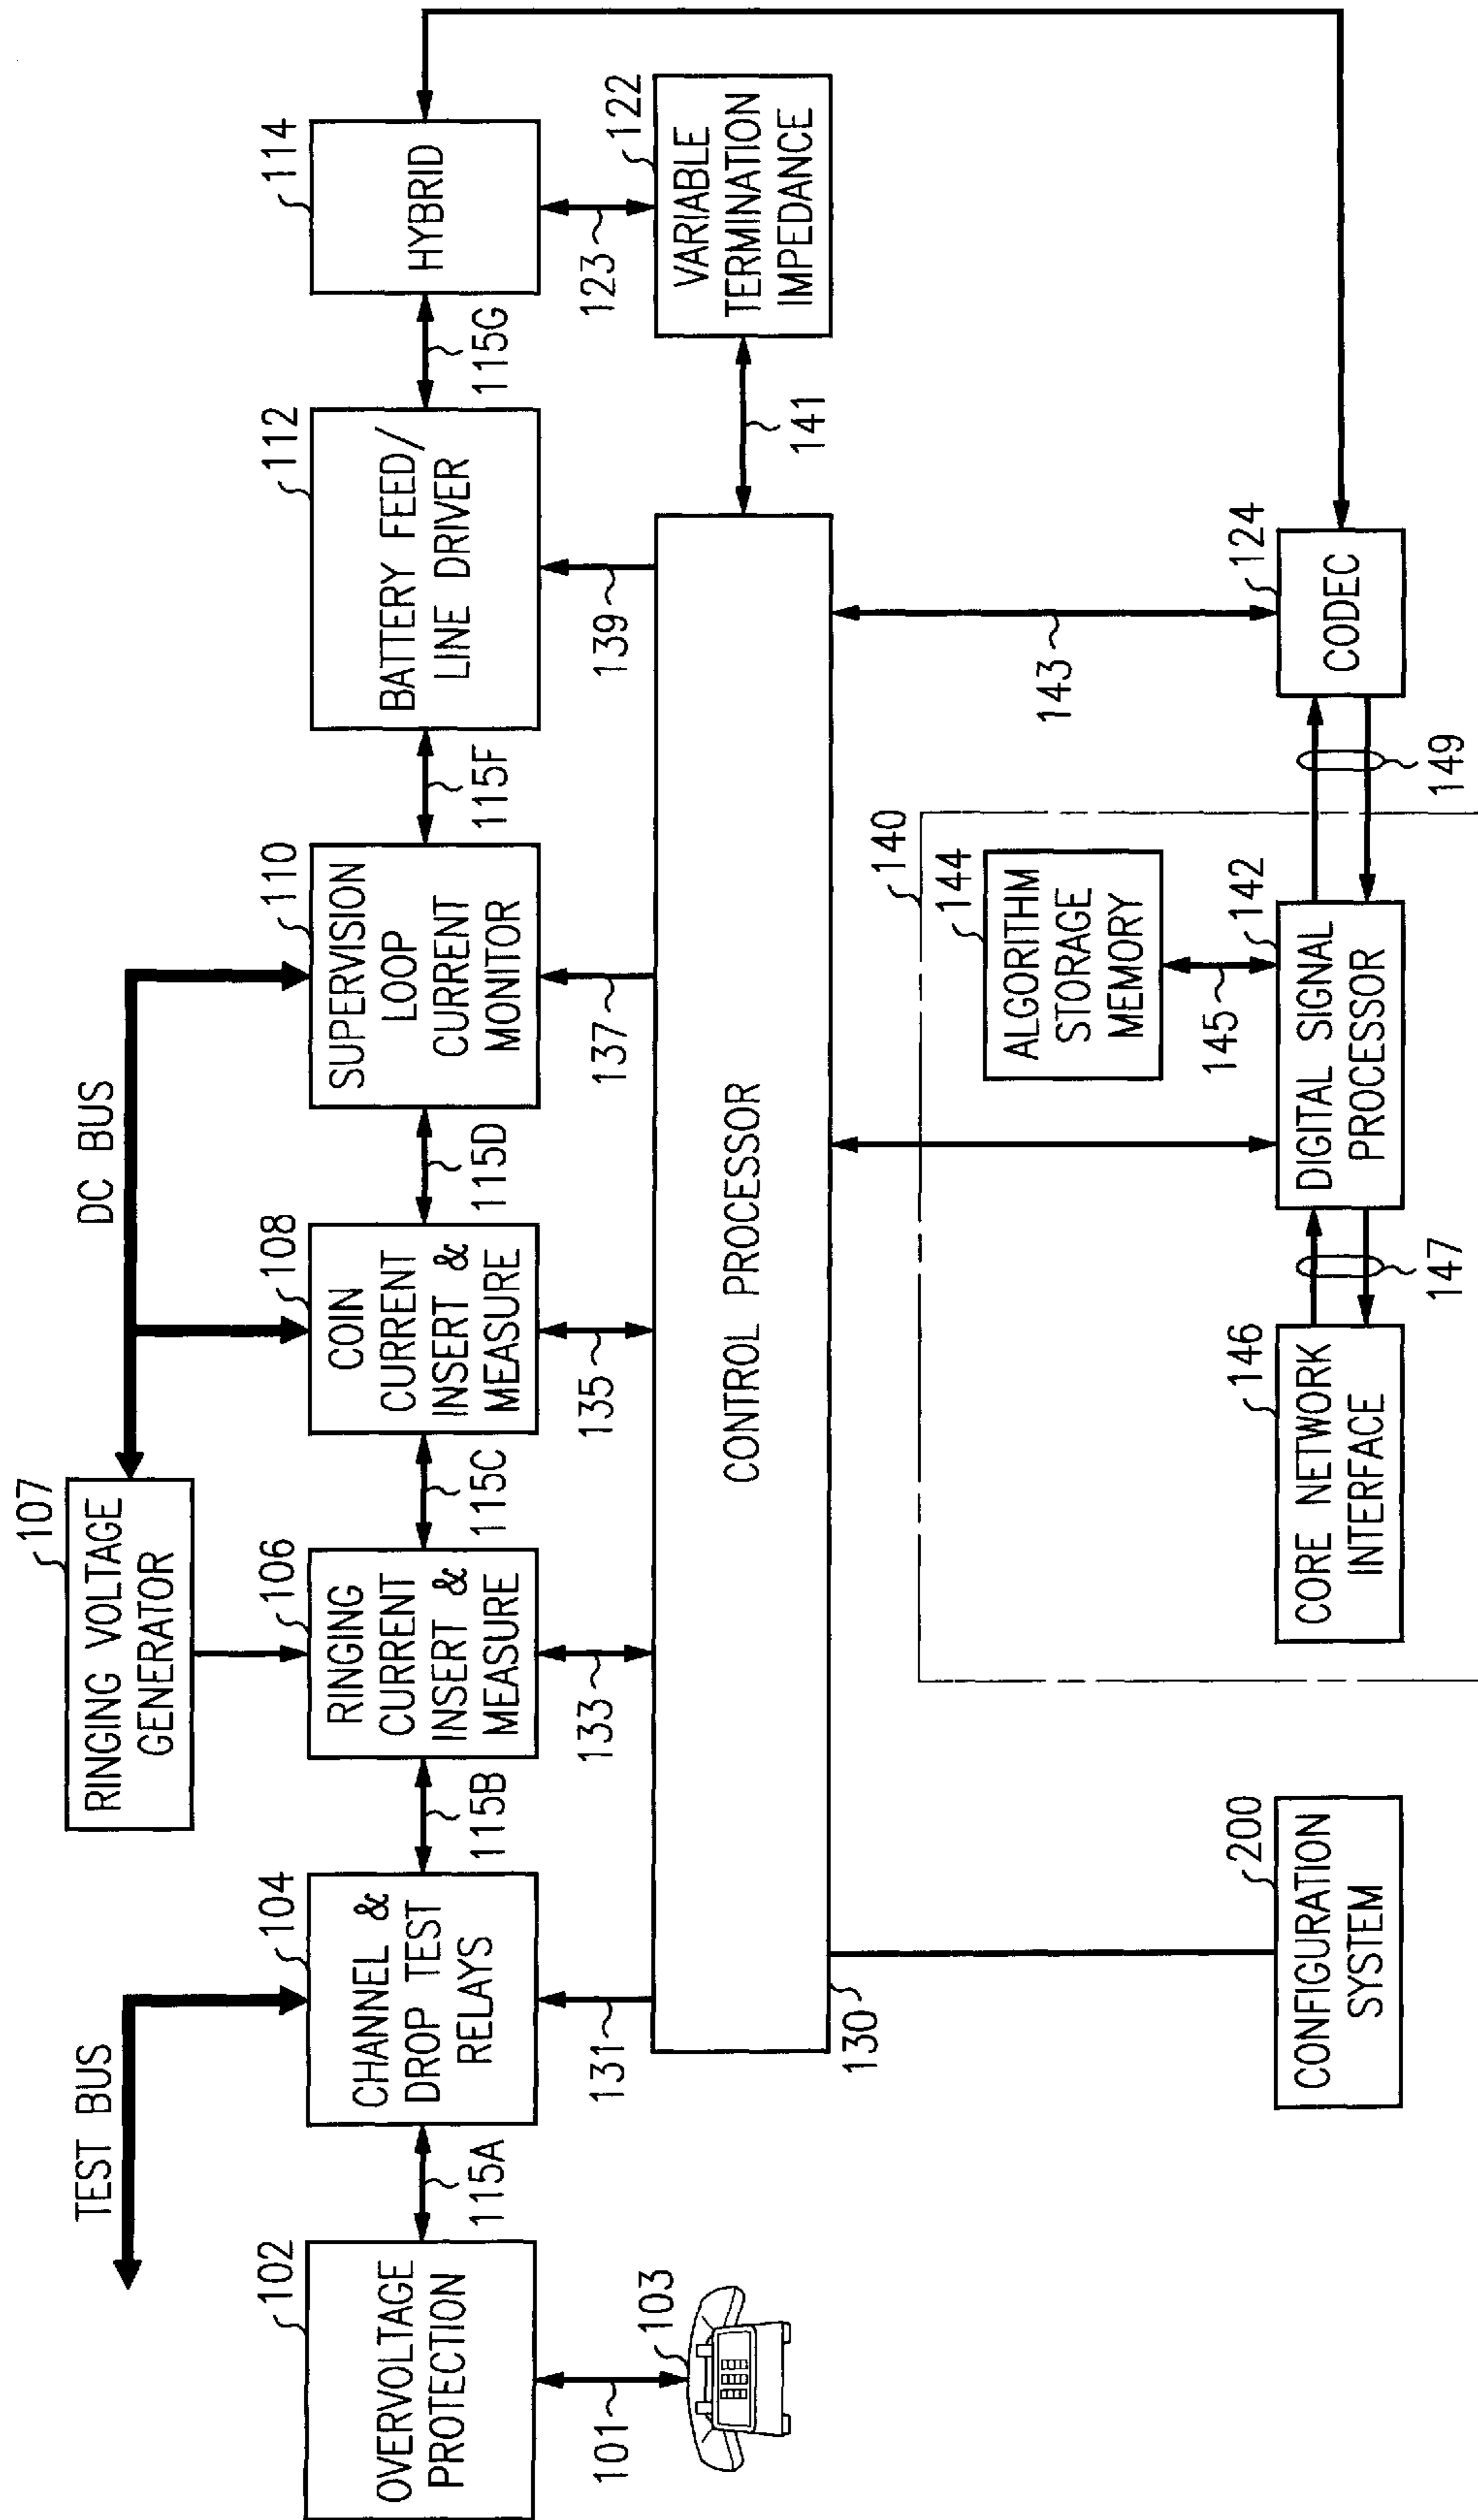 TEST BUS
DC BUS
107
RINGING VOLTAGE
GENERATOR
102
OVERVOLTAGE
PROTECTION
115A
104
CHANNEL &
DROP TEST
RELAYS
115B
106
RINGING
CURRENT
INSERT &
MEASURE
115C
108
COIN
CURRENT
INSERT &
MEASURE
115D
110
SUPERVISION
LOOP
CURRENT
MONITOR
115F
112
BATTERY FEED/
LINE DRIVER
115G
114
HYBRID
101
103
131
133
135
137
139
123
122
VARIABLE
TERMINATION
IMPEDANCE
141
130
CONTROL PROCESSOR
140
144
ALGORITHM
STORAGE
MEMORY
145
143
200
CONFIGURATION
SYSTEM
146
CORE NETWORK
INTERFACE
147
142
DIGITAL SIGNAL
PROCESSOR
149
124
CODEC